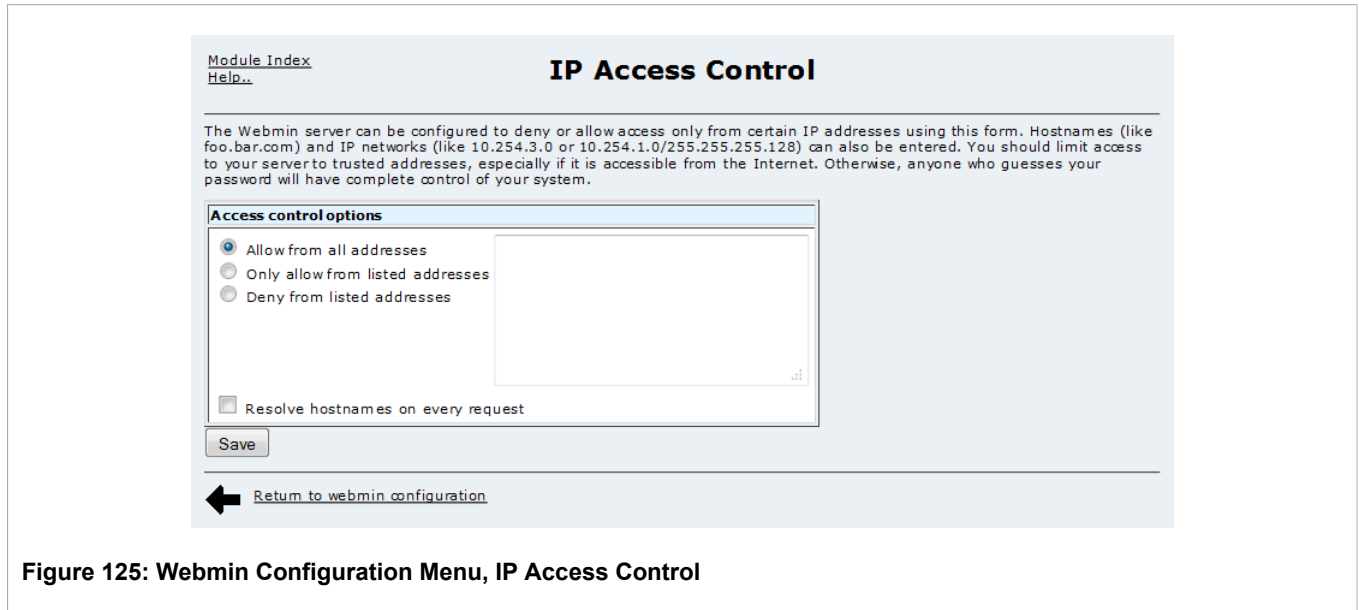 Module Index
Help..
IP Access Control
The Webmin server can be configured to deny or allow access only from certain IP addresses using this form. Hostnames (like
foo.bar.com) and IP networks (like 10.254.3.0 or 10.254.1.0/255.255.255.128) can also be entered. You should limit access
to your server to trusted addresses, especially if it is accessible from the Internet. Otherwise, anyone who guesses your
password will have complete control of your system.
Access control options
Allow from all addresses
Only allow from listed addresses
Deny from listed addresses
Resolve hostnames on every request
Save
Return to webmin configuration
Figure 125: Webmin Configuration Menu, IP Access Control